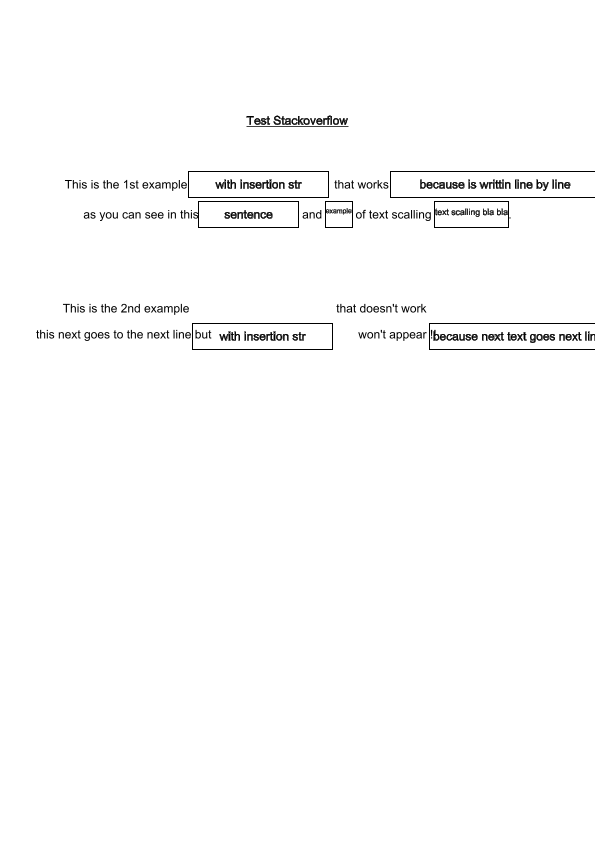 Test Stackoverflow
This is the 1st example with insertion str that works because is writtin line by line
as you can see in this sentence and example of text scalling text scalling bla bla.
This is the 2nd example that doesn't work
this next goes to the next line but with insertion str won't appear !because next text goes next lin